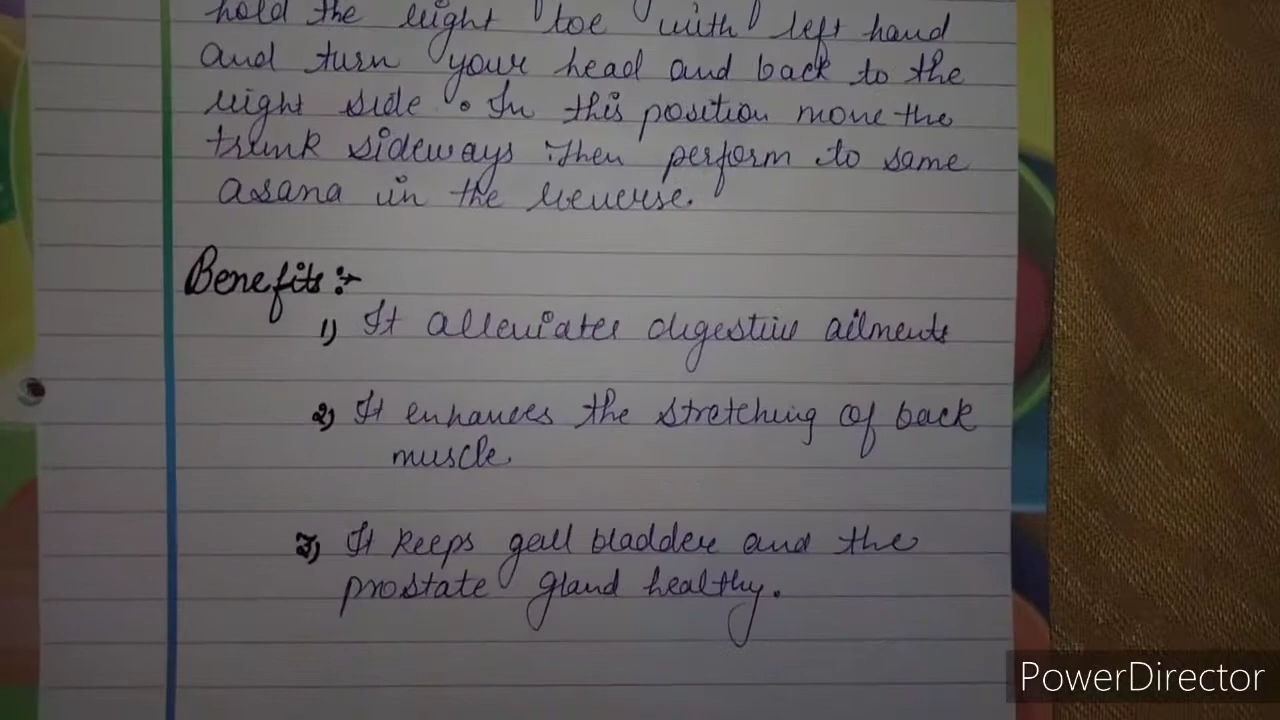 hold the right toe with left hand
and turn your head and back to the
right side. In this position move the
trunk sideways. Then perform to same
asana in the reverse.
Benefits:-
1) It alleviates digestive ailments
2) It enhances the stretching of back
muscle.
3) It keeps gall bladder and the
prostate gland healthy.
PowerDirector